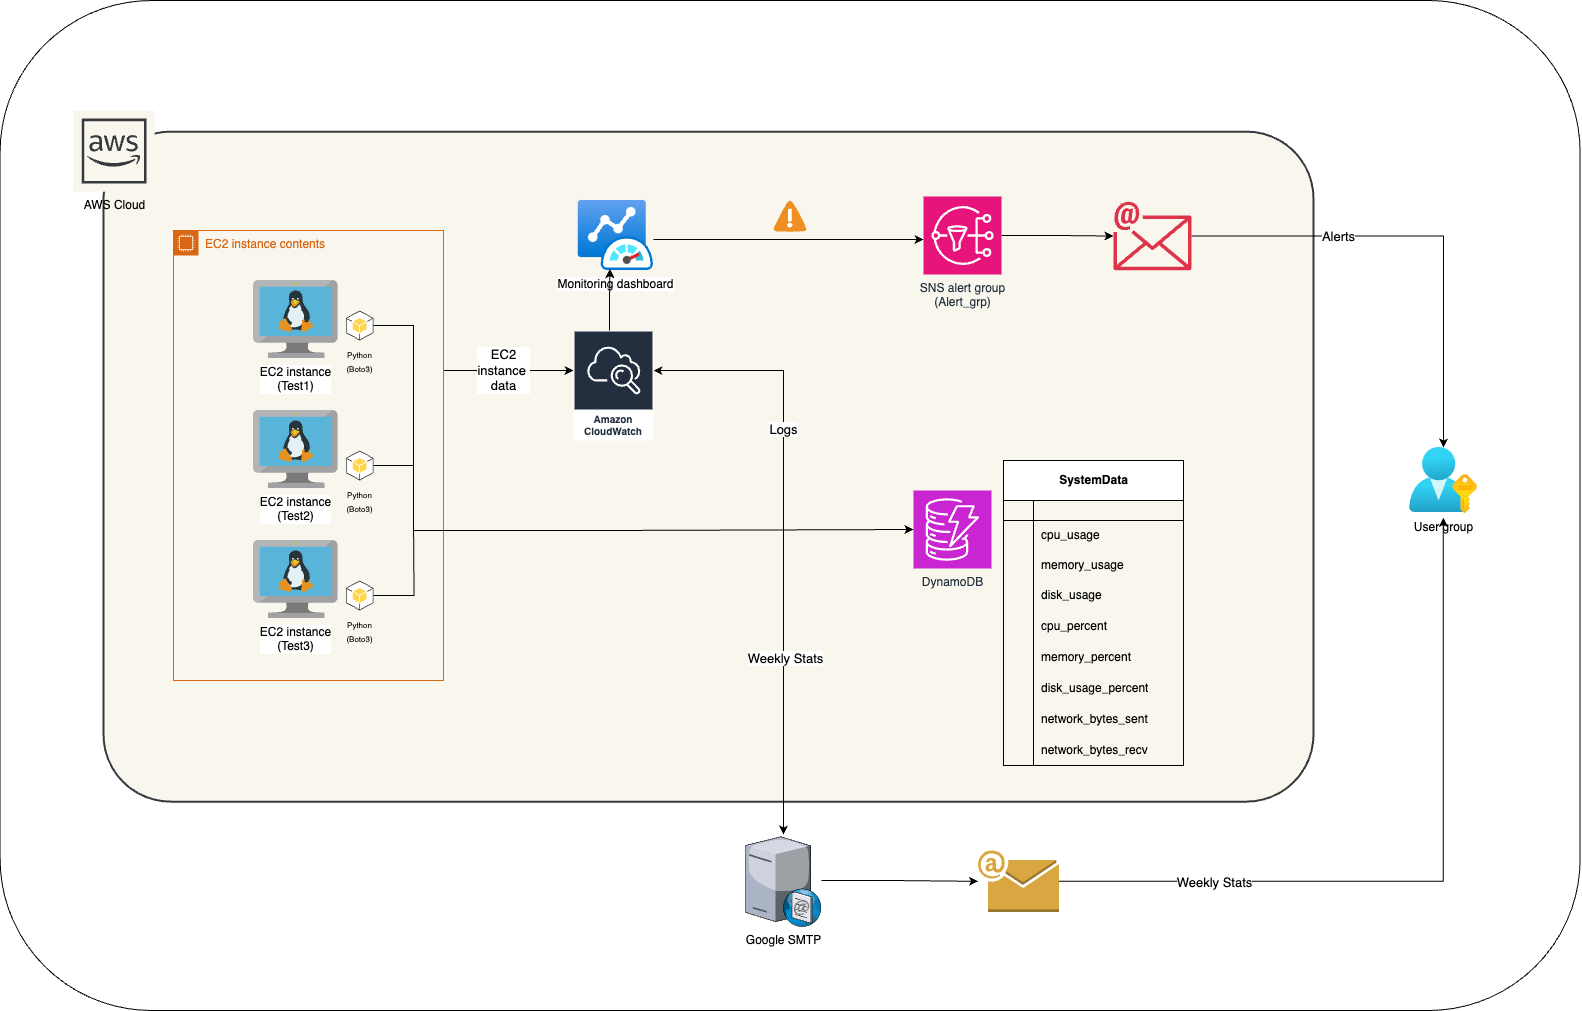 aws
AWS Cloud
EC2 instance contents
EC2 instance
(Test1)
Python
(Boto3)
EC2 instance
(Test2)
Python
(Boto3)
EC2 instance
(Test3)
Python
(Boto3)
EC2
instance
data
Monitoring dashboard
Amazon
CloudWatch
SNS alert group
(Alert_grp)
@
Alerts
Logs
Weekly Stats
DynamoDB
SystemData
cpu_usage
memory_usage
disk_usage
cpu_percent
memory_percent
disk_usage_percent
network_bytes_sent
network_bytes_recv
User group
Google SMTP
@
@
Weekly Stats